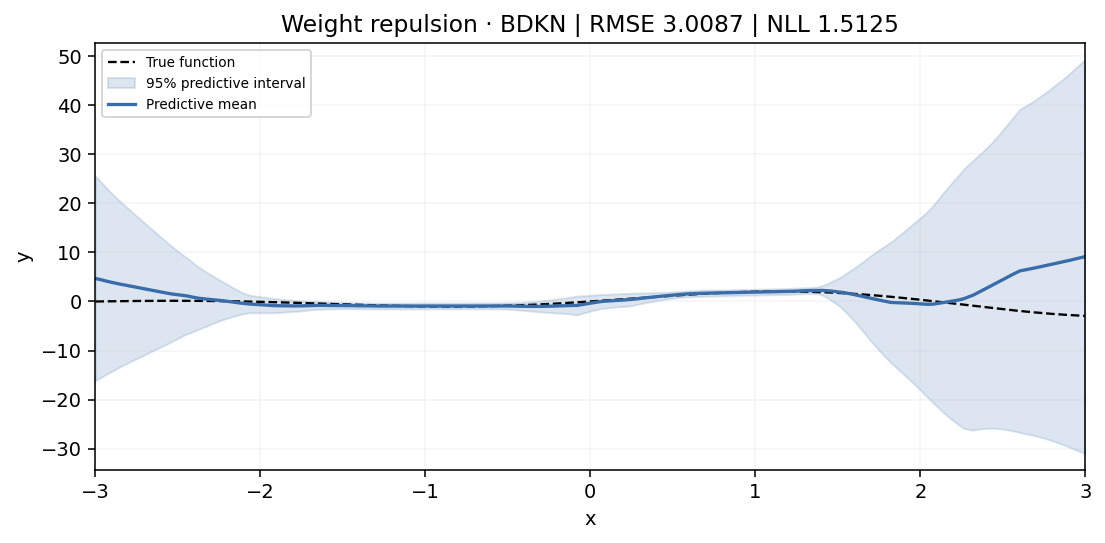 Weight repulsion · BDKN | RMSE 3.0087 | NLL 1.5125
True function
95% predictive interval
Predictive mean
50
40
30
20
10
0
−10
−20
−30
y
−3
−2
−1
0
1
2
3
x